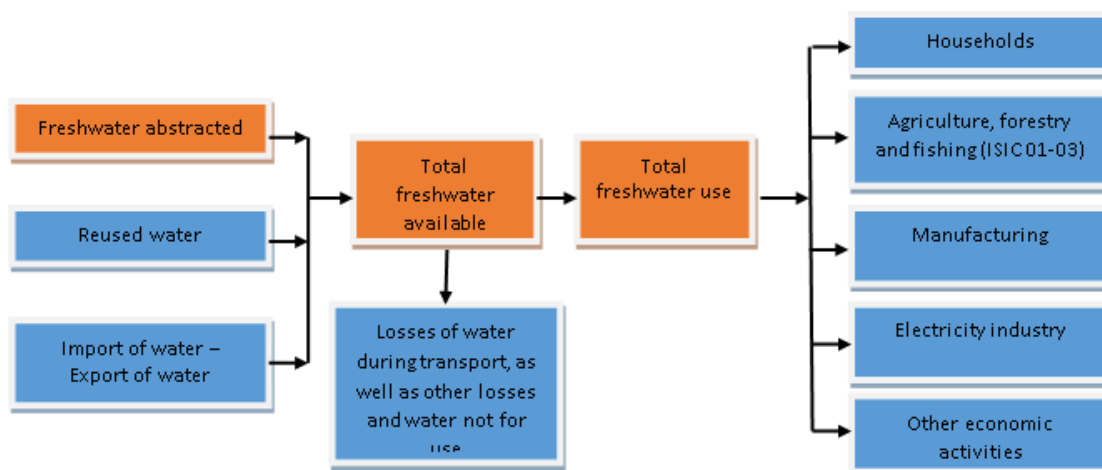 Freshwater abstracted
Reused water
Import of water –
Export of water
Total
freshwater
available
Losses of water
during transport, as
well as other losses
and water not for
use
Total
freshwater use
Households
Agriculture, forestry
and fishing (ISIC 01-03)
Manufacturing
Electricity industry
Other economic
activities